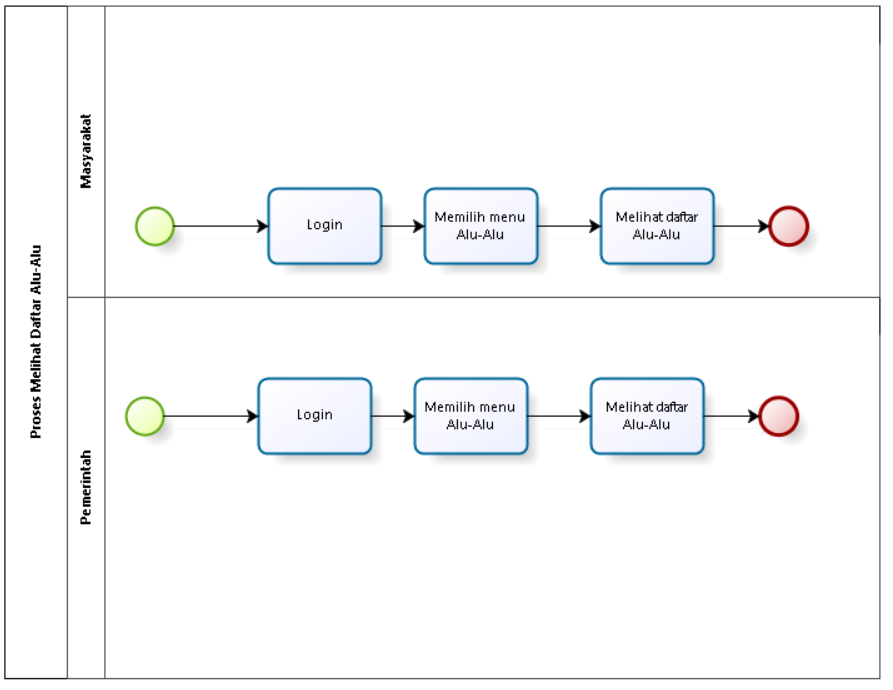 Proses Melihat Daftar Alu-Alu
Masyarakat
Login
Memilih menu
Alu-Alu
Melihat daftar
Alu-Alu
Pemerintah
Login
Memilih menu
Alu-Alu
Melihat daftar
Alu-Alu